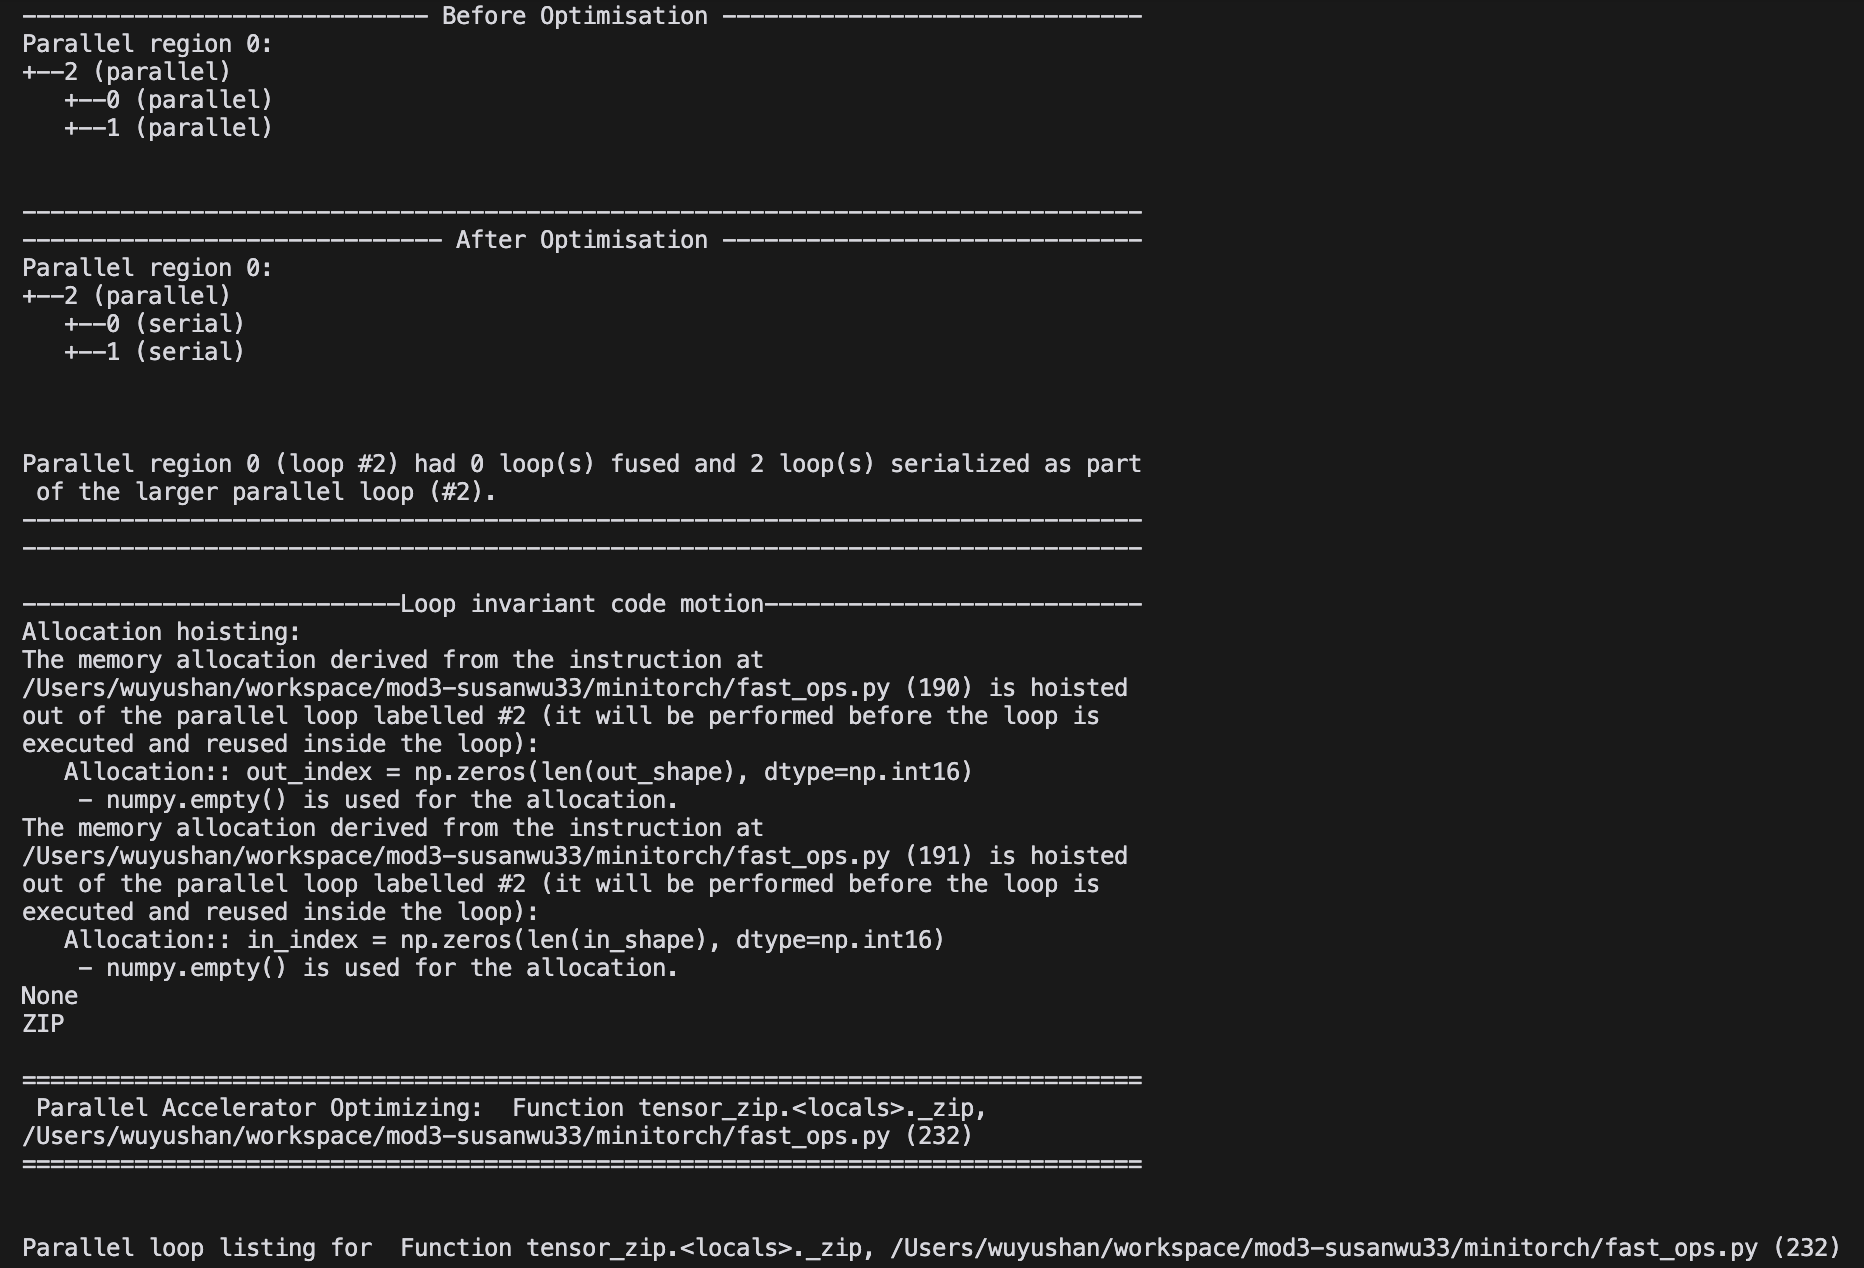 ----------------------------- Before Optimisation ------------------------------
Parallel region 0:
+--2 (parallel)
   +--0 (parallel)
   +--1 (parallel)
--------------------------------------------------------------------------------
------------------------------ After Optimisation ------------------------------
Parallel region 0:
+--2 (parallel)
   +--0 (serial)
   +--1 (serial)
Parallel region 0 (loop #2) had 0 loop(s) fused and 2 loop(s) serialized as part
 of the larger parallel loop (#2).
--------------------------------------------------------------------------------
--------------------------------------------------------------------------------
---------------------------Loop invariant code motion---------------------------
Allocation hoisting:
The memory allocation derived from the instruction at
/Users/wuyushan/workspace/mod3-susanwu33/minitorch/fast_ops.py (190) is hoisted
out of the parallel loop labelled #2 (it will be performed before the loop is
executed and reused inside the loop):
   Allocation:: out_index = np.zeros(len(out_shape), dtype=np.int16)
    - numpy.empty() is used for the allocation.
The memory allocation derived from the instruction at
/Users/wuyushan/workspace/mod3-susanwu33/minitorch/fast_ops.py (191) is hoisted
out of the parallel loop labelled #2 (it will be performed before the loop is
executed and reused inside the loop):
   Allocation:: in_index = np.zeros(len(in_shape), dtype=np.int16)
    - numpy.empty() is used for the allocation.
None
ZIP
================================================================================
 Parallel Accelerator Optimizing:  Function tensor_zip.<locals>._zip,
/Users/wuyushan/workspace/mod3-susanwu33/minitorch/fast_ops.py (232)
================================================================================
Parallel loop listing for  Function tensor_zip.<locals>._zip, /Users/wuyushan/workspace/mod3-susanwu33/minitorch/fast_ops.py (232)